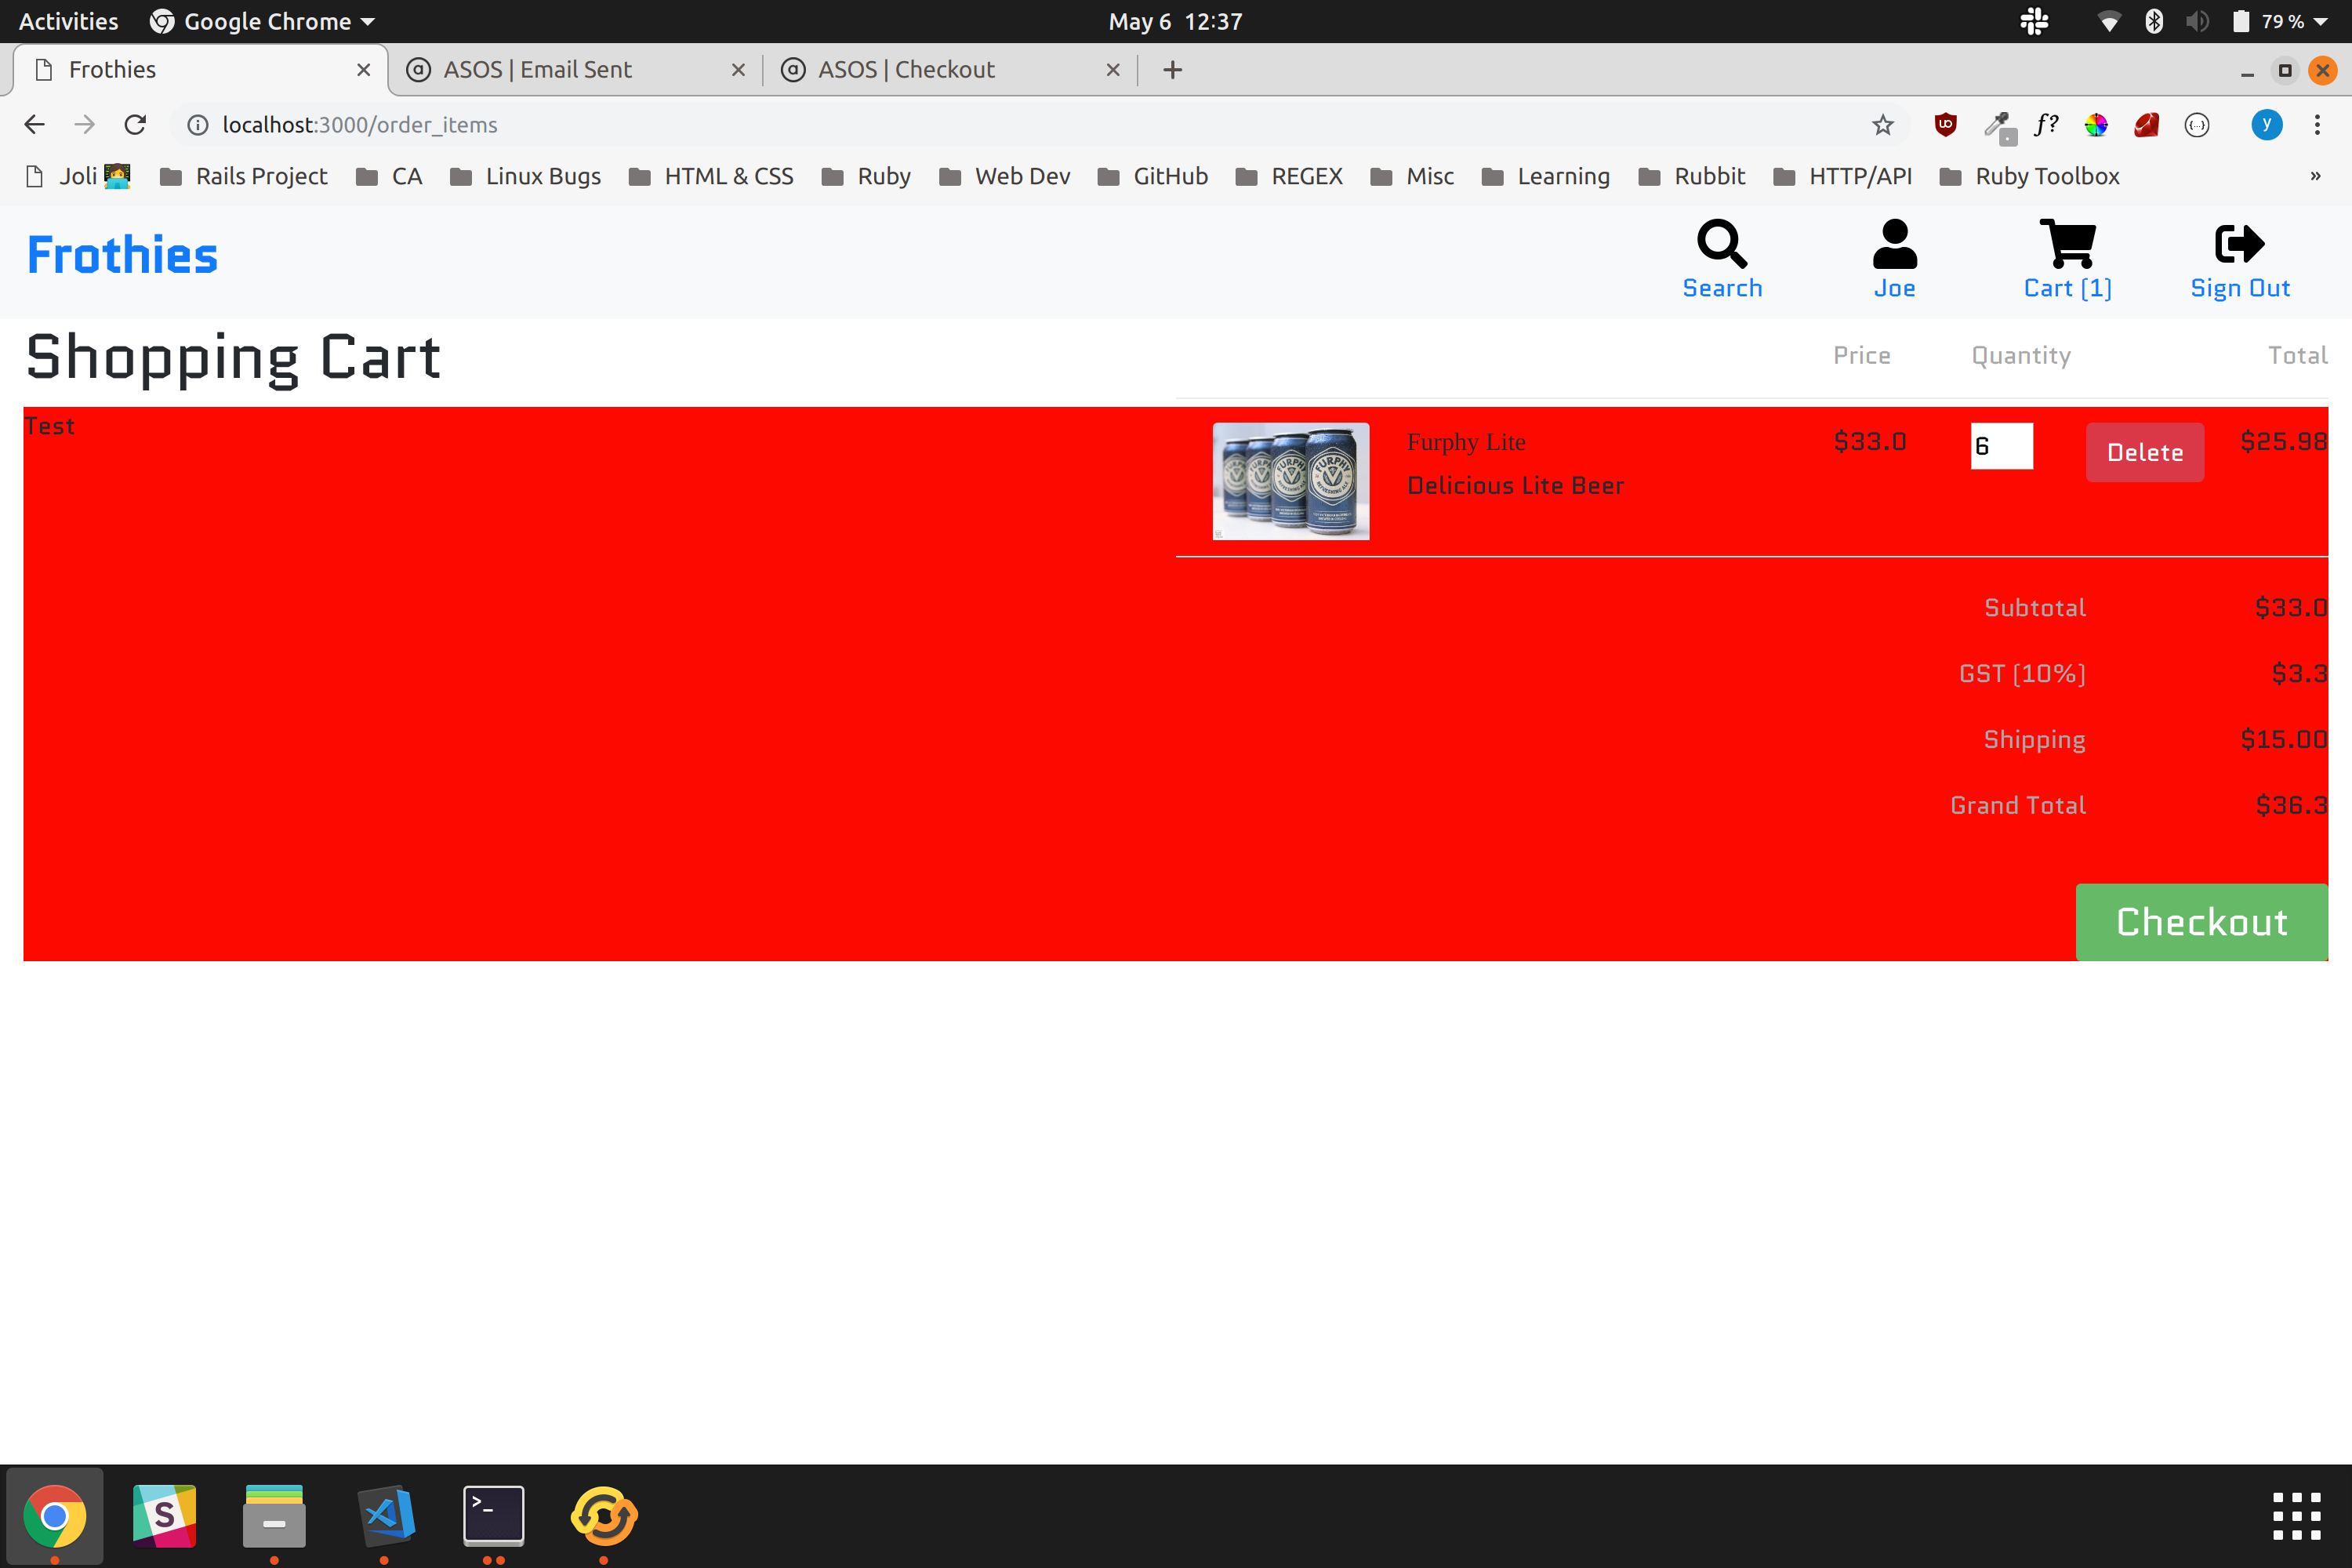 Activities Google Chrome May 6 12:37 79 %
Frothies ASOS | Email Sent ASOS | Checkout
localhost:3000/order_items
Joli Rails Project CA Linux Bugs HTML & CSS Ruby Web Dev GitHub REGEX Misc Learning Rubbit HTTP/API Ruby Toolbox »
Frothies
Search Joe Cart (1) Sign Out
Shopping Cart Price Quantity Total
Test
FURPHY
Furphy Lite $33.0 6 Delete $25.98
Delicious Lite Beer
Subtotal $33.0
GST (10%) $3.3
Shipping $15.00
Grand Total $36.3
Checkout